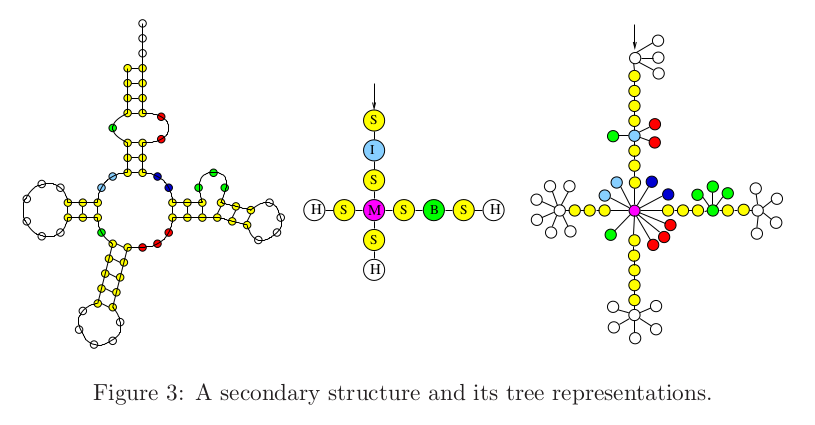 S
I
S
H S M S B S H
S
H
Figure 3: A secondary structure and its tree representations.